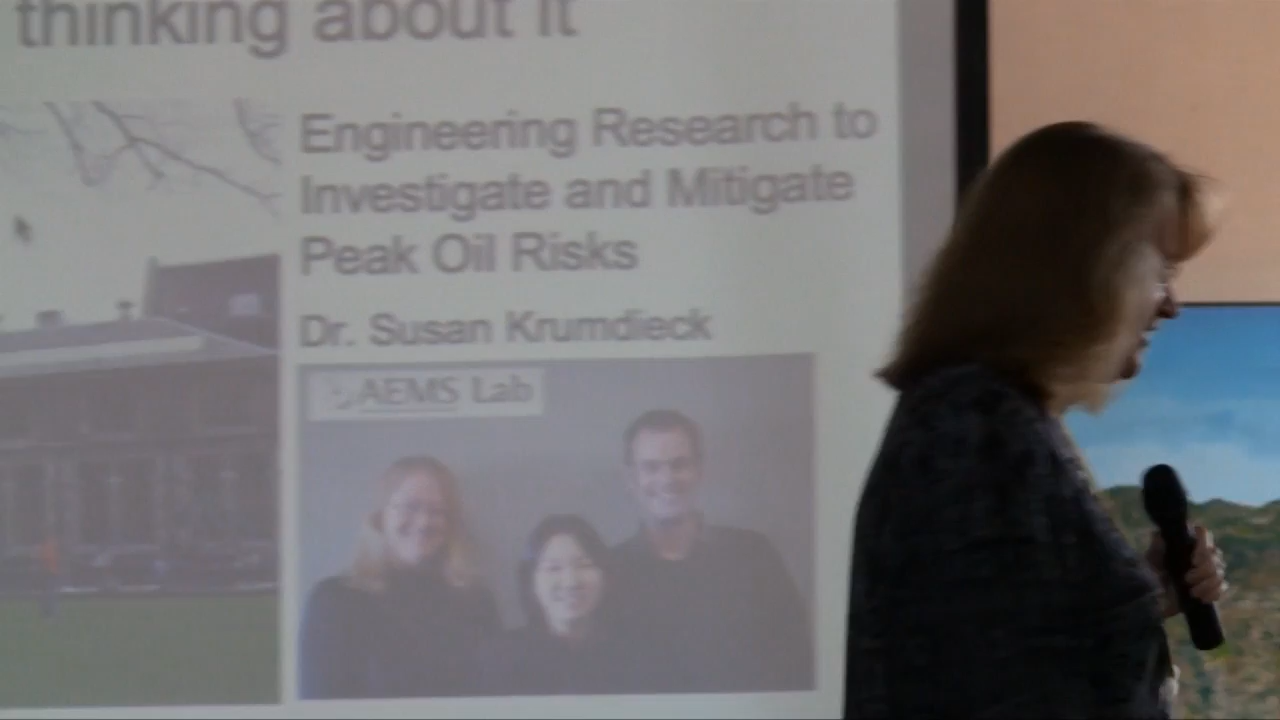 thinking about it
Engineering Research to
Investigate and Mitigate
Peak Oil Risks
Dr. Susan Krumdieck
AEMS Lab